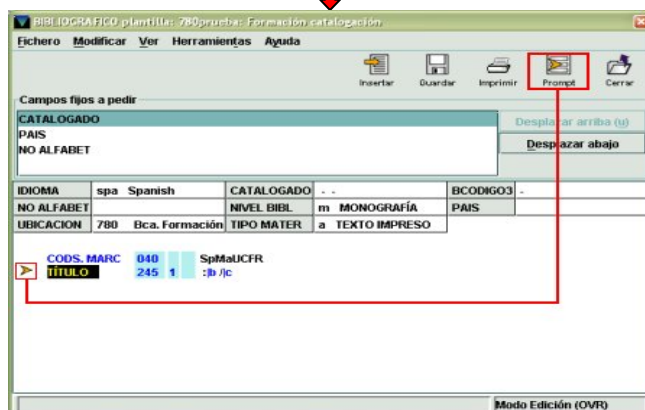 BIBLIOGRAFICO plantilla: 780prueba: Formación catalogación
Fichero Modificar Ver Herramientas Ayuda
Insertar Guardar Imprimir Prompt Cerrar
Campos fijos a pedir
CATALOGADO
PAIS
NO ALFABET
Desplazar arriba (u)
Desplazar abajo
IDIOMA spa Spanish CATALOGADO - - BCODIGO3 -
NO ALFABET NIVEL BIBL m MONOGRAFÍA PAIS
UBICACION 780 Bca. Formación TIPO MATER a TEXTO IMPRESO
CODS. MARC 040 SpMaUCFR
TÍTULO 245 1 :|b /|c
Modo Edición (OVR)